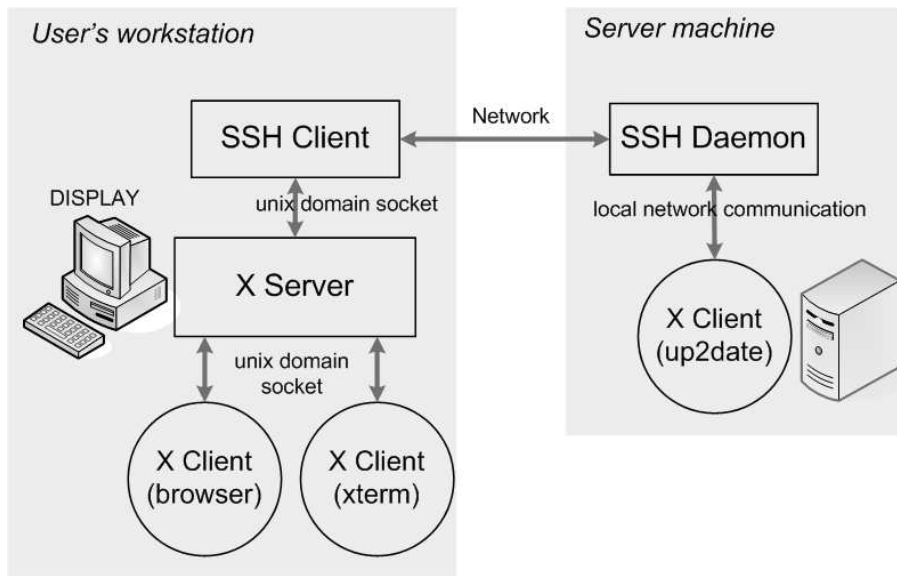 User's workstation
Server machine
Network
SSH Client
SSH Daemon
DISPLAY
unix domain socket
local network communication
X Server
X Client
(up2date)
unix domain
socket
X Client
(browser)
X Client
(xterm)